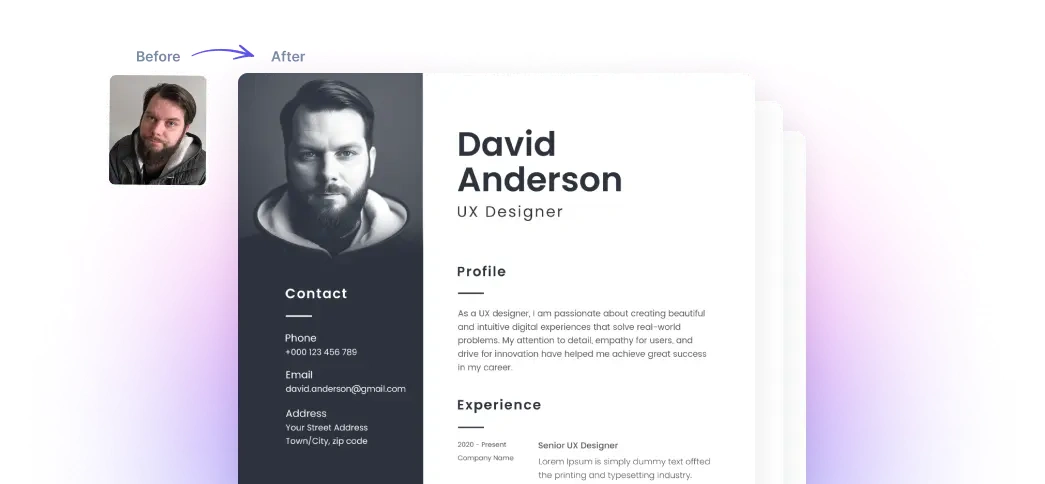 Before
After
David
Anderson
UX Designer
Contact
Phone
+000 123 456 789
Email
david.anderson@gmail.com
Address
Your Street Address
Town/City, zip code
Profile
As a UX designer, i am passionate about creating beautiful
and intuitive digital experiences that solve real-world
problems. My attention to detail, empathy for users, and
drive for innovation have helped me achieve great success
in my career.
Experience
2020 - Present
Company Name
Senior UX Designer
Lorem Ipsum is simply dummy text offted
the printing and typesetting industry.